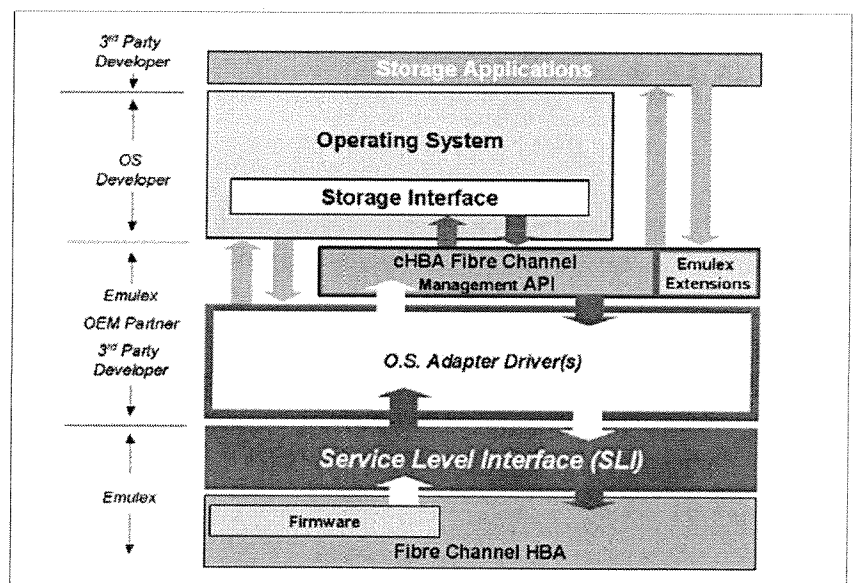 3rd Party
Developer
Storage Applications
OS
Developer
Operating System
Storage Interface
Emulex
OEM Partner
3rd Party
Developer
cHBA Fibre Channel
Management API
Emulex
Extensions
O.S. Adapter Driver(s)
Emulex
Service Level Interface (SLI)
Firmware
Fibre Channel HBA